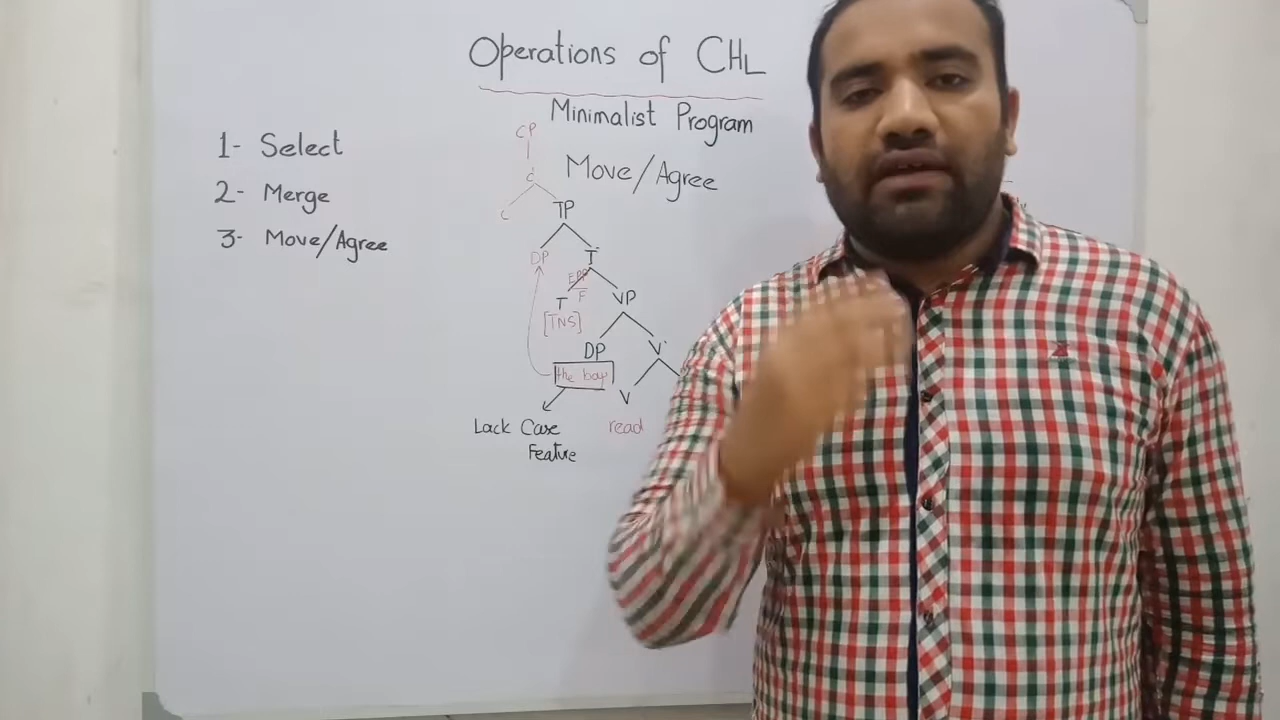 Operations of CHL
Minimalist Program
Move/Agree
1- Select
2- Merge
3- Move/Agree
CP
c
TP
DP
T
EPP
F
T
VP
[TNS]
DP
V'
the boy
V
Lack Case
Feature
read